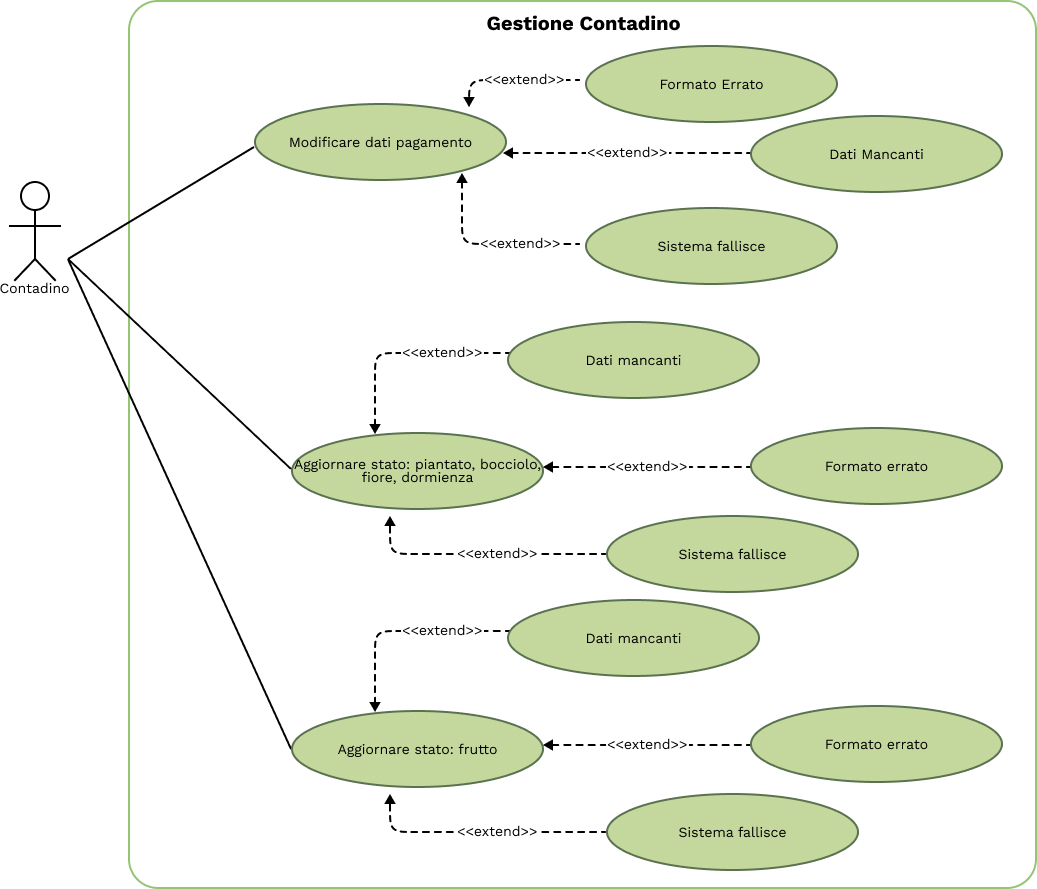 Gestione Contadino
<<extend>>
Formato Errato
Modificare dati pagamento
<<extend>>
Dati Mancanti
<<extend>>
Sistema fallisce
Contadino
<<extend>>
Dati mancanti
Aggiornare stato: piantato, bocciolo,
fiore, dormienza
<<extend>>
Formato errato
<<extend>>
Sistema fallisce
<<extend>>
Dati mancanti
Aggiornare stato: frutto
<<extend>>
Formato errato
<<extend>>
Sistema fallisce